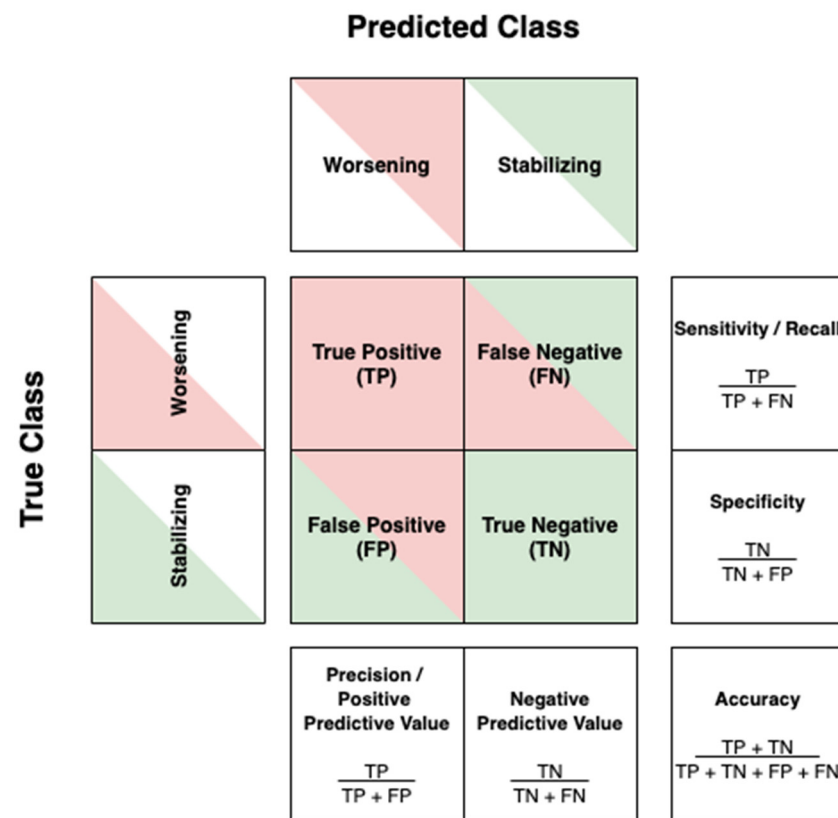 Predicted Class
Worsening
Stabilizing
True Class
Worsening
Stabilizing
True Positive
(TP)
False Negative
(FN)
Sensitivity / Recall
TP
TP + FN
False Positive
(FP)
True Negative
(TN)
Specificity
TN
TN + FP
Precision /
Positive
Predictive Value
TP
TP + FP
Negative
Predictive Value
TN
TN + FN
Accuracy
TP + TN
TP + TN + FP + FN